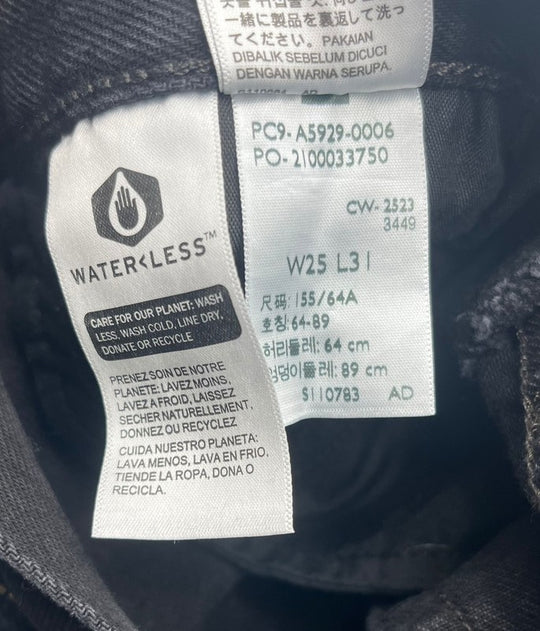 一緒に製品を裏返して洗っ
てください。PAKAIAN
DIBALIK SEBELUM DICUCI
DENGAN WARNA SERUPA.
PC9-A5929-0006
PO-2100033750
CW-2523
3449
W25 L31
尺码:155/64A
호칭:64-89
허리둘레:64 cm
엉덩이둘레:89 cm
S110783 AD
WATER<LESS™
CARE FOR OUR PLANET: WASH
LESS, WASH COLD, LINE DRY,
DONATE OR RECYCLE
PRENEZ SOIN DE NOTRE
PLANETE: LAVEZ MOINS,
LAVEZ A FROID, LAISSEZ
SECHER NATURELLEMENT,
DONNEZ OU RECYCLEZ
CUIDA NUESTRO PLANETA:
LAVA MENOS, LAVA EN FRIO,
TIENDE LA ROPA, DONA O
RECICLA.